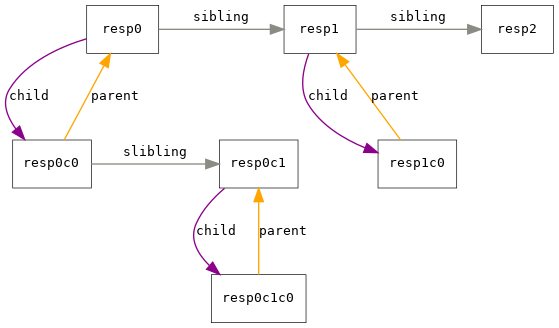 sibling
sibling
resp0
resp1
resp2
child
parent
child
parent
slibling
resp0c0
resp0c1
resp1c0
child
parent
resp0c1c0